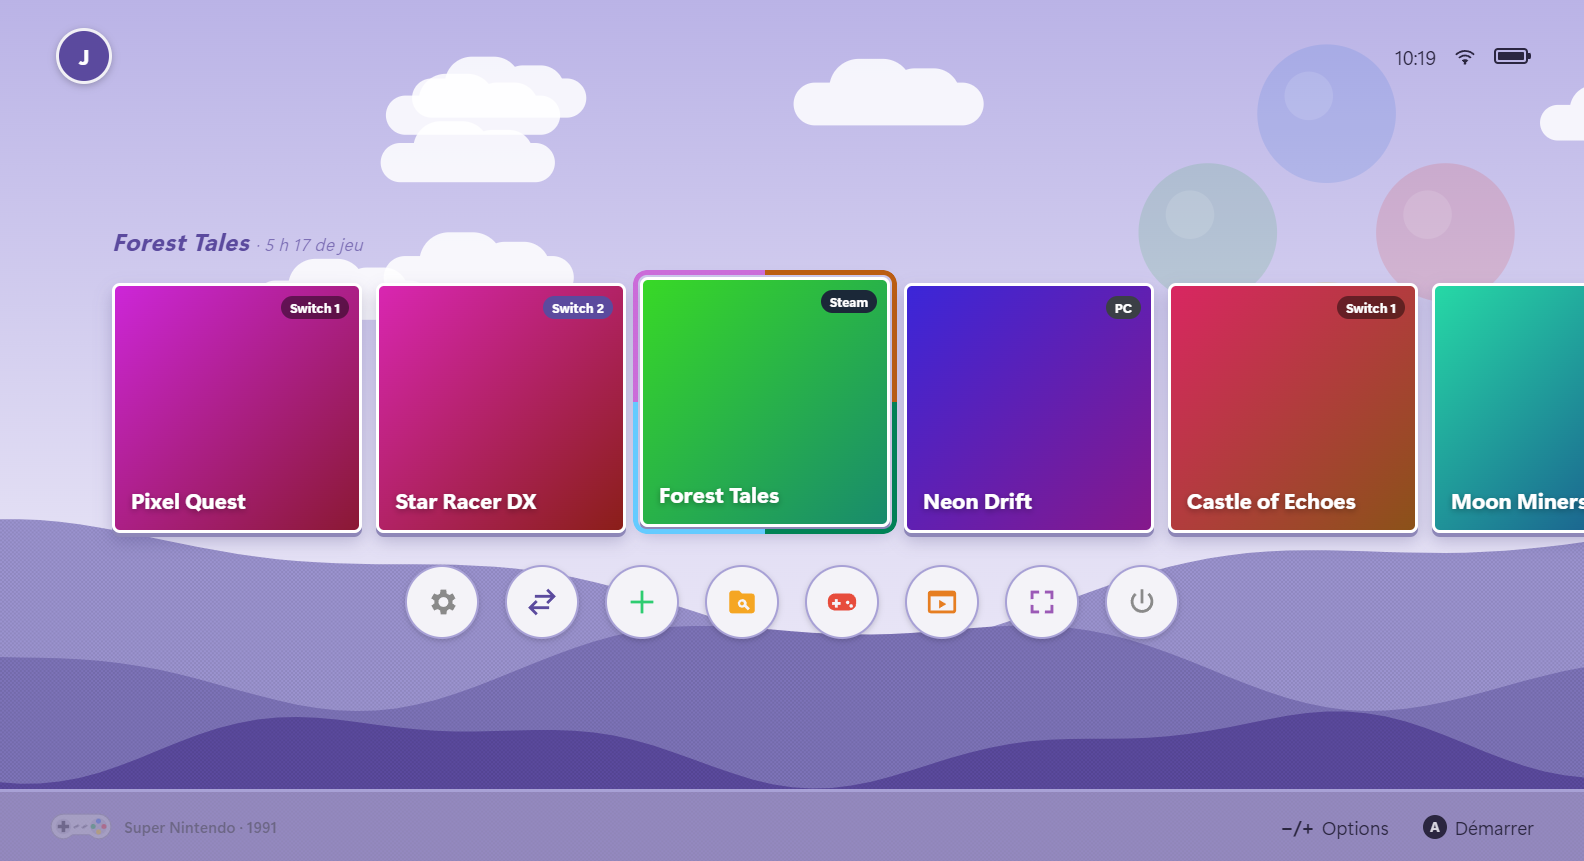 J
10:19
Forest Tales · 5 h 17 de jeu
Switch 1
Switch 2
Steam
PC
Switch 1
Pixel Quest
Star Racer DX
Forest Tales
Neon Drift
Castle of Echoes
Moon Miners
Super Nintendo · 1991
−/+ Options
A Démarrer